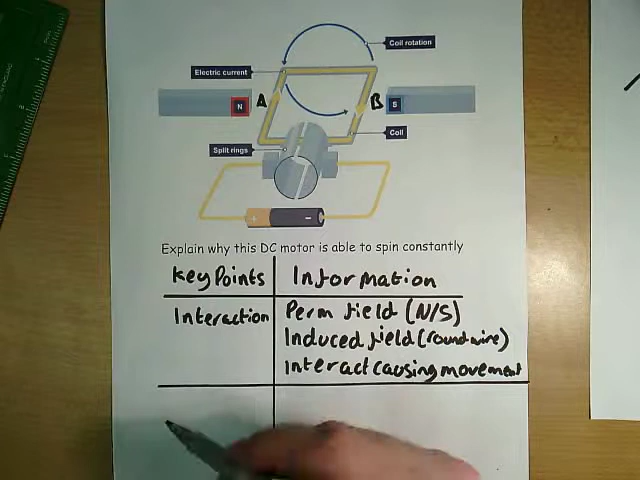 Coil rotation
Electric current
A
B
N
S
Coil
Split rings
+
-
Explain why this DC motor is able to spin constantly
Key Points
Information
Interaction
Perm field (N/S)
Induced field (round wire)
Interact causing movement